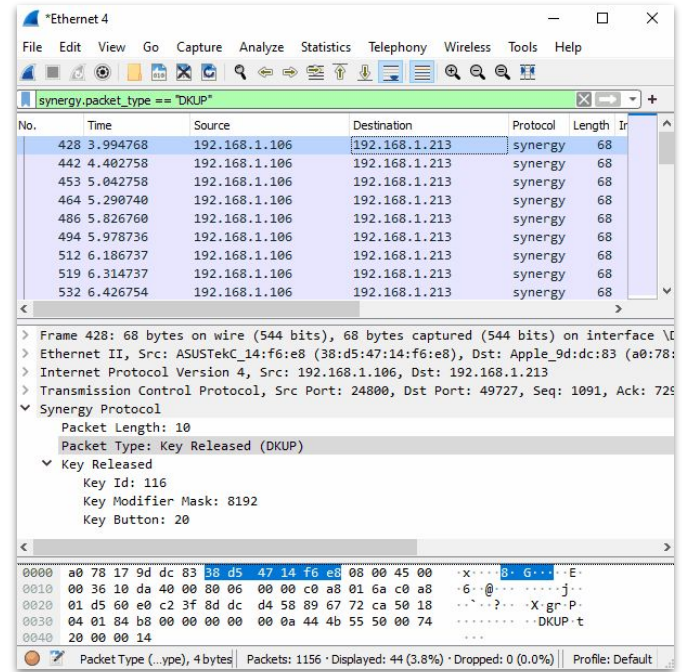 *Ethernet 4
File Edit View Go Capture Analyze Statistics Telephony Wireless Tools Help
synergy.packet_type == "DKUP"
No. Time Source Destination Protocol Length Ir
428 3.994768 192.168.1.106 192.168.1.213 synergy 68
442 4.402758 192.168.1.106 192.168.1.213 synergy 68
453 5.042758 192.168.1.106 192.168.1.213 synergy 68
464 5.290740 192.168.1.106 192.168.1.213 synergy 68
486 5.826760 192.168.1.106 192.168.1.213 synergy 68
494 5.978736 192.168.1.106 192.168.1.213 synergy 68
512 6.186737 192.168.1.106 192.168.1.213 synergy 68
519 6.314737 192.168.1.106 192.168.1.213 synergy 68
532 6.426754 192.168.1.106 192.168.1.213 synergy 68
Frame 428: 68 bytes on wire (544 bits), 68 bytes captured (544 bits) on interface \D
Ethernet II, Src: ASUSTekC_14:f6:e8 (38:d5:47:14:f6:e8), Dst: Apple_9d:dc:83 (a0:78:
Internet Protocol Version 4, Src: 192.168.1.106, Dst: 192.168.1.213
Transmission Control Protocol, Src Port: 24800, Dst Port: 49727, Seq: 1091, Ack: 729
Synergy Protocol
Packet Length: 10
Packet Type: Key Released (DKUP)
Key Released
Key Id: 116
Key Modifier Mask: 8192
Key Button: 20
0000 a0 78 17 9d dc 83 38 d5 47 14 f6 e8 08 00 45 00 ·x····8· G·····E·
0010 00 36 10 da 40 00 80 06 00 00 c0 a8 01 6a c0 a8 ·6··@··· ·····j··
0020 01 d5 60 e0 c2 3f 8d dc d4 58 89 67 72 ca 50 18 ··`··?·· ·X·gr·P·
0030 04 01 84 b8 00 00 00 00 00 0a 44 4b 55 50 00 74 ········ ··DKUP·t
0040 20 00 00 14 ···
Packet Type (...ype), 4 bytes Packets: 1156 · Displayed: 44 (3.8%) · Dropped: 0 (0.0%) Profile: Default